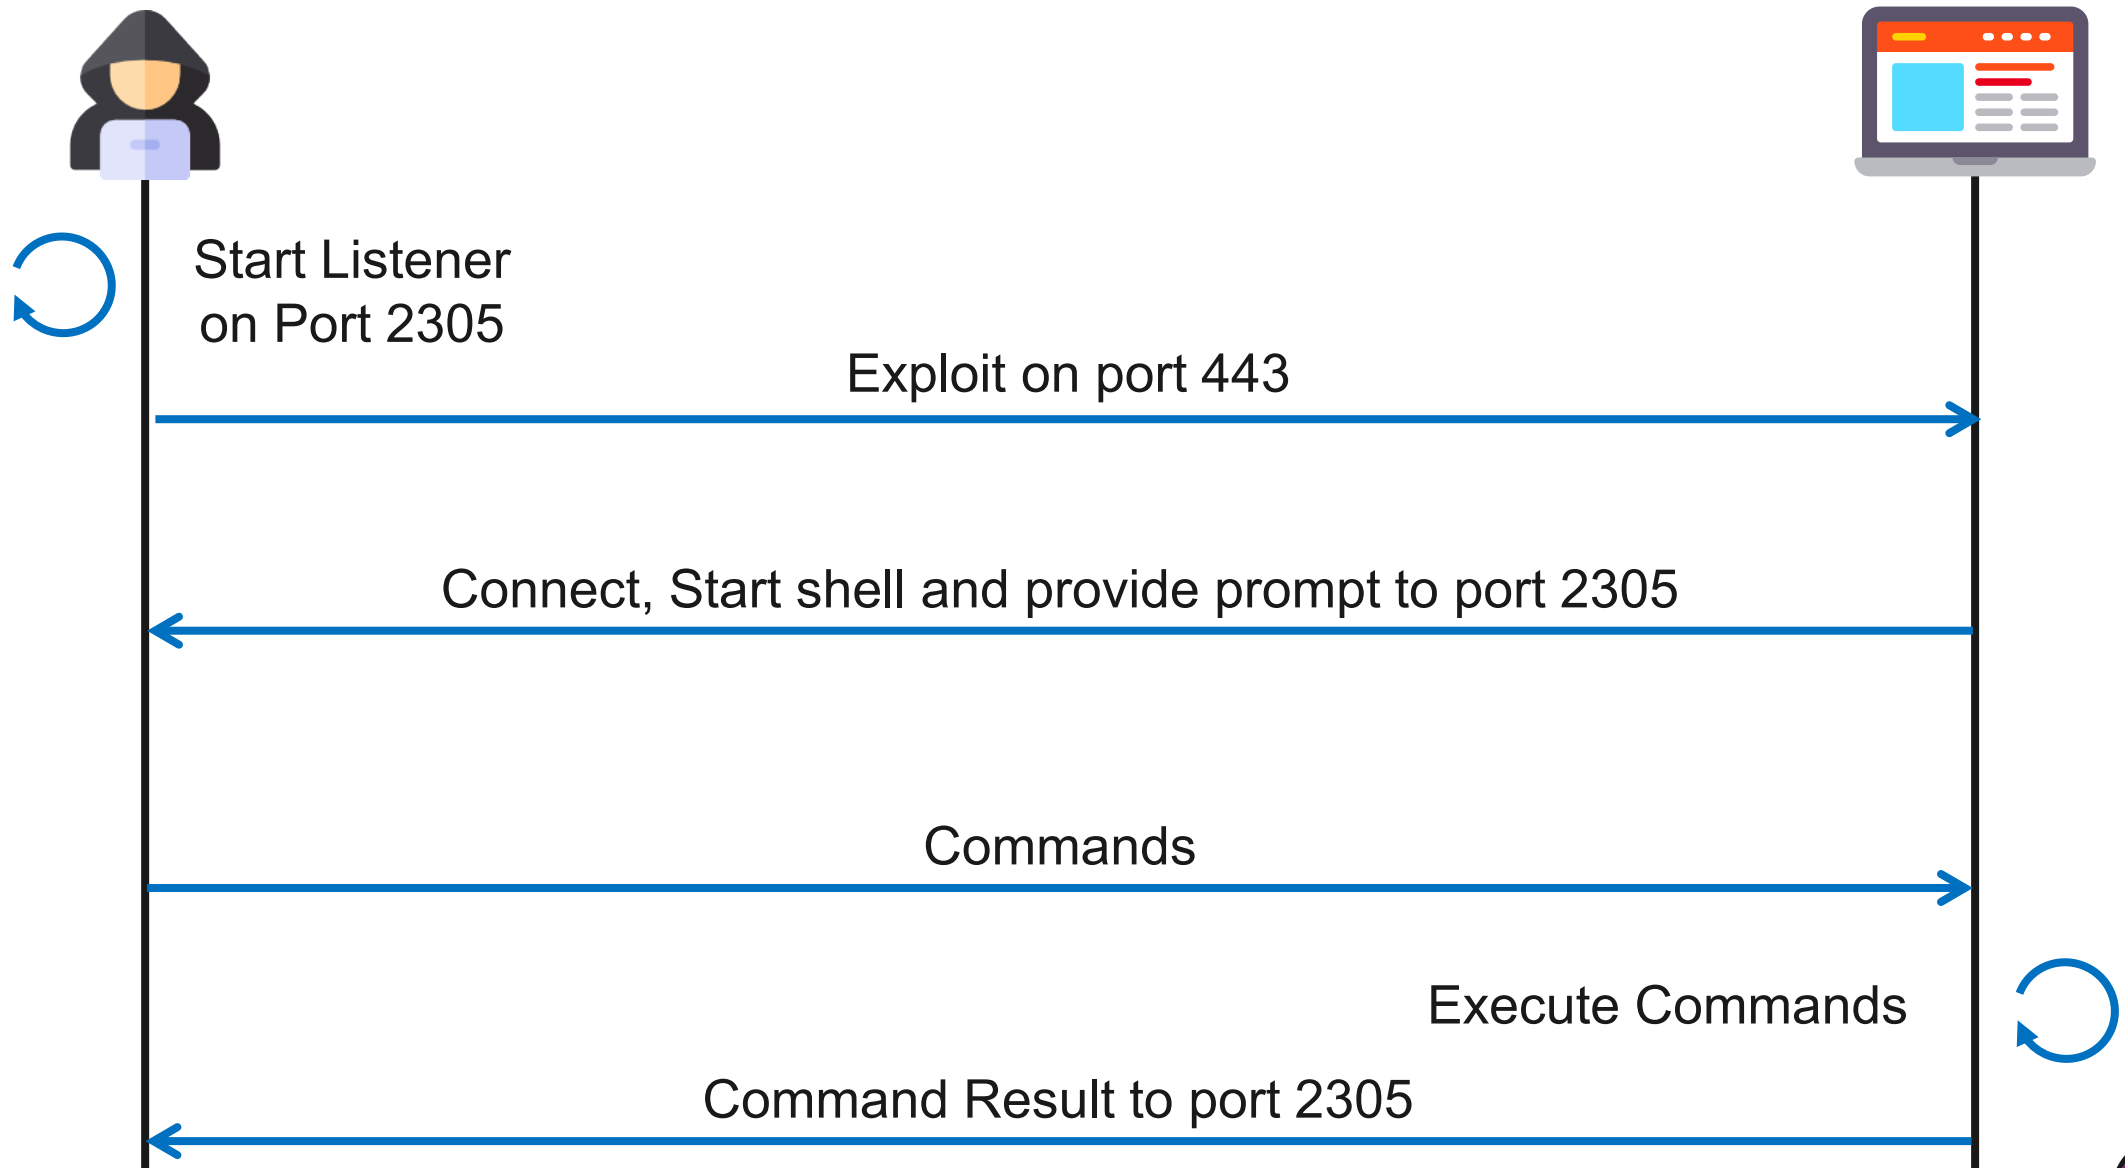 Start Listener
on Port 2305
Exploit on port 443
Connect, Start shell and provide prompt to port 2305
Commands
Execute Commands
Command Result to port 2305